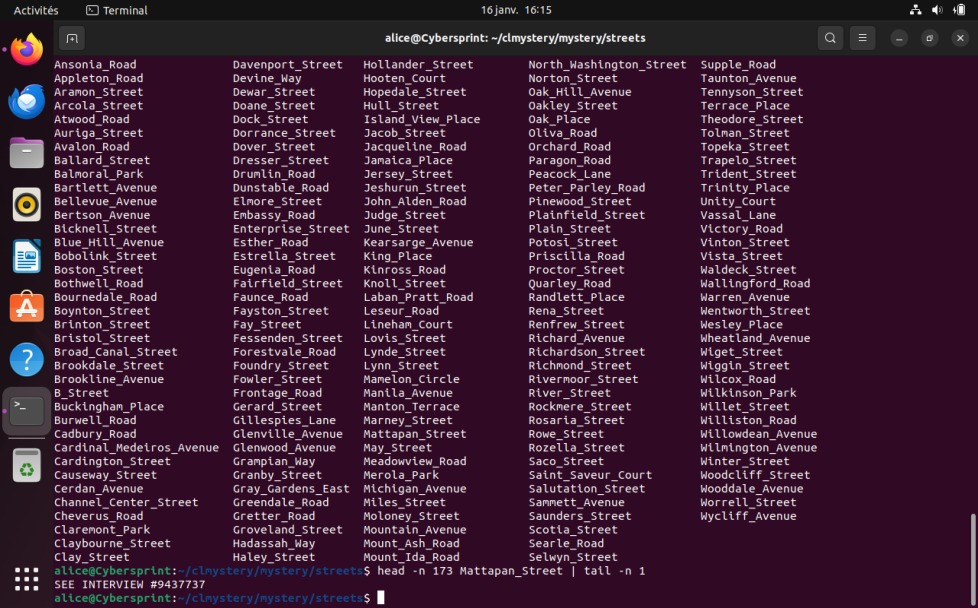 Activités Terminal 16 janv. 16:15
alice@Cybersprint: ~/clmystery/mystery/streets
Ansonia_Road Davenport_Street Hollander_Street North_Washington_Street Supple_Road
Appleton_Road Devine_Way Hooten_Court Norton_Street Taunton_Avenue
Aramon_Street Dewar_Street Hopedale_Street Oak_Hill_Avenue Tennyson_Street
Arcola_Street Doane_Street Hull_Street Oakley_Street Terrace_Place
Atwood_Road Dock_Street Island_View_Place Oak_Place Theodore_Street
Auriga_Street Dorrance_Street Jacob_Street Oliva_Road Tolman_Street
Avalon_Road Dover_Street Jacqueline_Road Orchard_Road Topeka_Street
Ballard_Street Dresser_Street Jamaica_Place Paragon_Road Trapelo_Street
Balmoral_Park Drumlin_Road Jersey_Street Peacock_Lane Trident_Street
Bartlett_Avenue Dunstable_Road Jeshurun_Street Peter_Parley_Road Trinity_Place
Bellevue_Avenue Elmore_Street John_Alden_Road Pinewood_Street Unity_Court
Bertson_Avenue Embassy_Road Judge_Street Plainfield_Street Vassal_Lane
Bicknell_Street Enterprise_Street June_Street Plain_Street Victory_Road
Blue_Hill_Avenue Esther_Road Kearsarge_Avenue Potosi_Street Vinton_Street
Bobolink_Street Estrella_Street King_Place Priscilla_Road Vista_Street
Boston_Street Eugenia_Road Kinross_Road Proctor_Street Waldeck_Street
Bothwell_Road Fairfield_Street Knoll_Street Quarley_Road Wallingford_Road
Bournedale_Road Faunce_Road Laban_Pratt_Road Randlett_Place Warren_Avenue
Boynton_Street Fayston_Street Leseur_Road Rena_Street Wentworth_Street
Brinton_Street Fay_Street Lineham_Court Renfrew_Street Wesley_Place
Bristol_Street Fessenden_Street Lovis_Street Richard_Avenue Wheatland_Avenue
Broad_Canal_Street Forestvale_Road Lynde_Street Richardson_Street Wiget_Street
Brookdale_Street Foundry_Street Lynn_Street Richmond_Street Wiggin_Street
Brookline_Avenue Fowler_Street Mamelon_Circle Rivermoor_Street Wilcox_Road
B_Street Frontage_Road Manila_Avenue River_Street Wilkinson_Park
Buckingham_Place Gerard_Street Manton_Terrace Rockmere_Street Willet_Street
Burwell_Road Gillespies_Lane Marney_Street Rosaria_Street Williston_Road
Cadbury_Road Glenville_Avenue Mattapan_Street Rowe_Street Willowdean_Avenue
Cardinal_Medeiros_Avenue Glenwood_Avenue May_Street Rozella_Street Wilmington_Avenue
Cardington_Street Grampian_Way Meadowview_Road Saco_Street Winter_Street
Causeway_Street Granby_Street Merola_Park Saint_Saveur_Court Woodcliff_Street
Cerdan_Avenue Gray_Gardens_East Michigan_Avenue Salutation_Street Wooddale_Avenue
Channel_Center_Street Greendale_Road Miles_Street Sammett_Avenue Worrell_Street
Cheverus_Road Gretter_Road Moloney_Street Saunders_Street Wycliff_Avenue
Claremont_Park Groveland_Street Mountain_Avenue Scotia_Street
Claybourne_Street Hadassah_Way Mount_Ash_Road Searle_Road
Clay_Street Haley_Street Mount_Ida_Road Selwyn_Street
alice@Cybersprint:~/clmystery/mystery/streets$ head -n 173 Mattapan_Street | tail -n 1
SEE INTERVIEW #9437737
alice@Cybersprint:~/clmystery/mystery/streets$